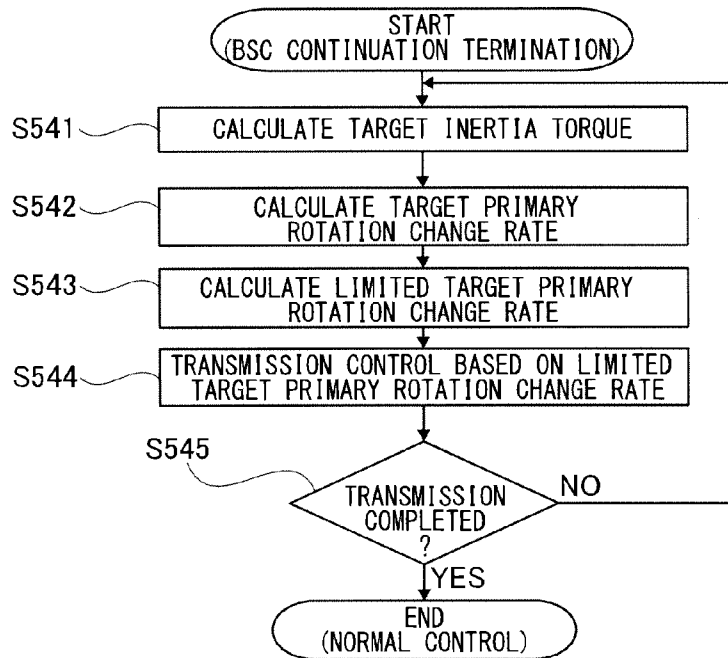 START
(BSC CONTINUATION TERMINATION)
S541
CALCULATE TARGET INERTIA TORQUE
S542
CALCULATE TARGET PRIMARY
ROTATION CHANGE RATE
S543
CALCULATE LIMITED TARGET PRIMARY
ROTATION CHANGE RATE
S544
TRANSMISSION CONTROL BASED ON LIMITED
TARGET PRIMARY ROTATION CHANGE RATE
S545
TRANSMISSION
COMPLETED
?
NO
YES
END
(NORMAL CONTROL)